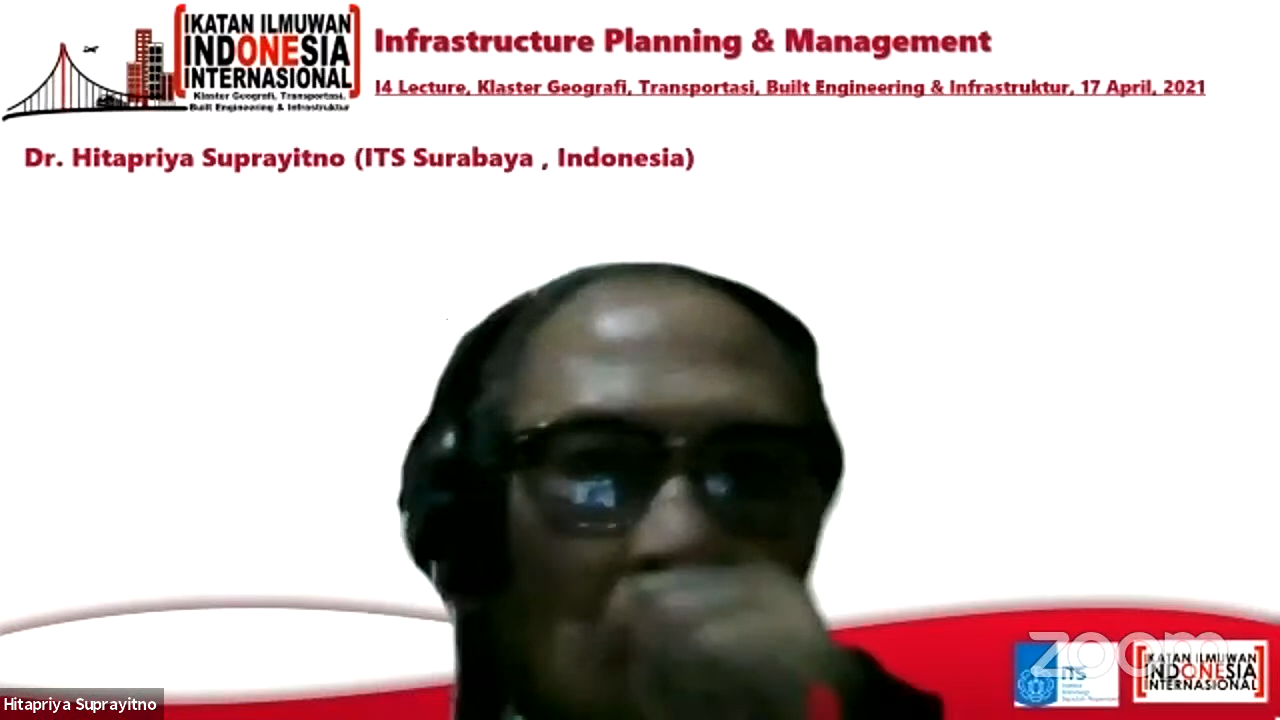 IKATAN ILMUWAN
INDONESIA
INTERNASIONAL
Klaster Geografi, Transportasi,
Built Engineering & Infrastruktur
Infrastructure Planning & Management
I4 Lecture, Klaster Geografi, Transportasi, Built Engineering & Infrastruktur, 17 April, 2021
Dr. Hitapriya Suprayitno (ITS Surabaya , Indonesia)
zoom
ITS
IKATAN ILMUWAN
INDONESIA
INTERNASIONAL
Hitapriya Suprayitno